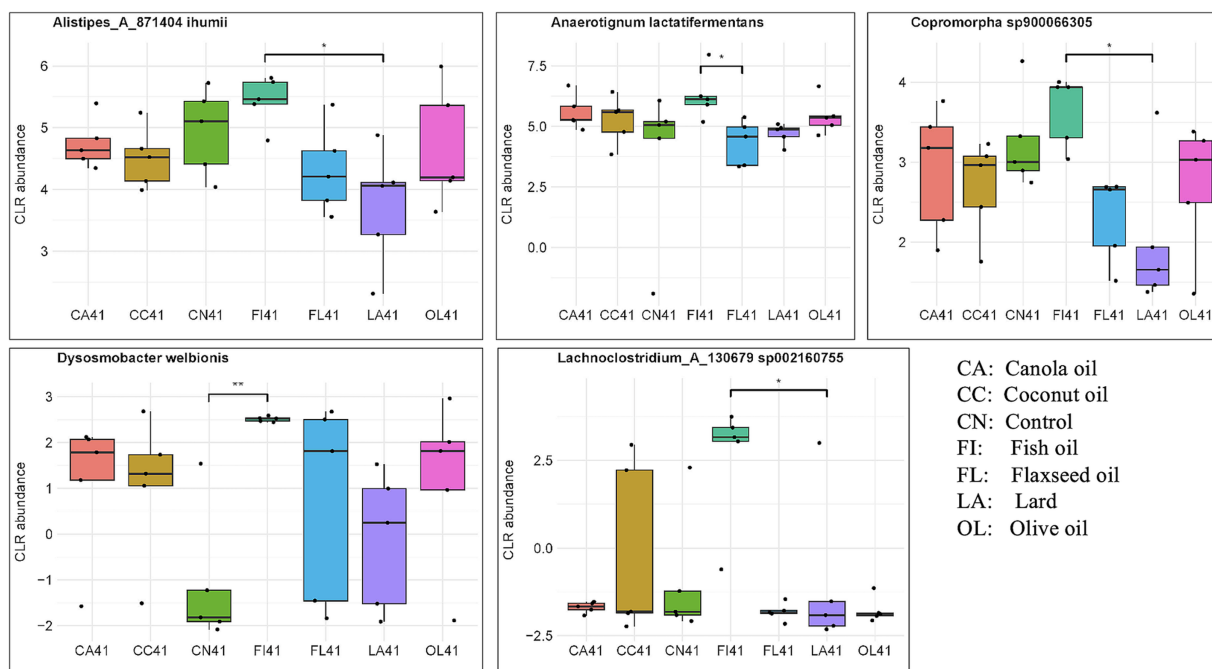 Alistipes_A_871404 ihumii
CLR abundance
6
5
4
3
*
CA41 CC41 CN41 FI41 FL41 LA41 OL41
Anaerotignum lactatifermentans
CLR abundance
7.5
5.0
2.5
0.0
*
CA41 CC41 CN41 FI41 FL41 LA41 OL41
Copromorpha sp900066305
CLR abundance
4
3
2
*
CA41 CC41 CN41 FI41 FL41 LA41 OL41
Dysosmobacter welbionis
CLR abundance
3
2
1
0
−1
−2
**
CA41 CC41 CN41 FI41 FL41 LA41 OL41
Lachnoclostridium_A_130679 sp002160755
CLR abundance
2.5
0.0
−2.5
*
CA41 CC41 CN41 FI41 FL41 LA41 OL41
CA: Canola oil
CC: Coconut oil
CN: Control
FI: Fish oil
FL: Flaxseed oil
LA: Lard
OL: Olive oil